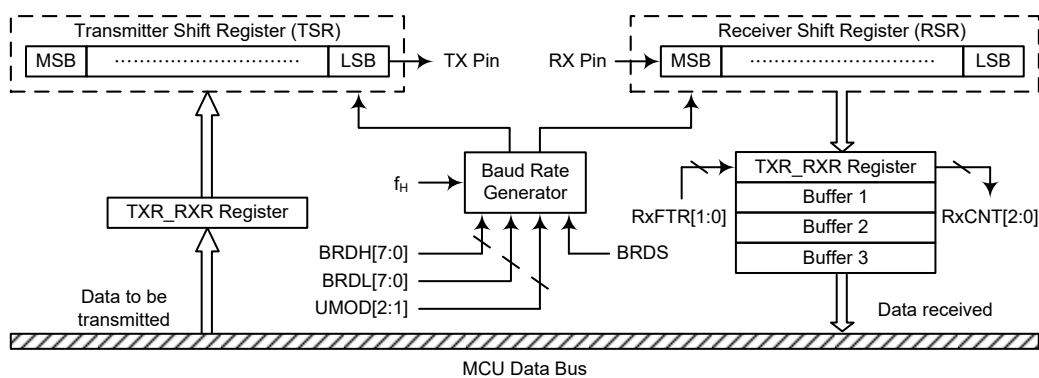 Transmitter Shift Register (TSR)
MSB
LSB
TX Pin
RX Pin
Receiver Shift Register (RSR)
MSB
LSB
fH
Baud Rate
Generator
TXR_RXR Register
BRDH[7:0]
BRDL[7:0]
UMOD[2:1]
BRDS
RxFTR[1:0]
TXR_RXR Register
Buffer 1
Buffer 2
Buffer 3
RxCNT[2:0]
Data to be
transmitted
Data received
MCU Data Bus